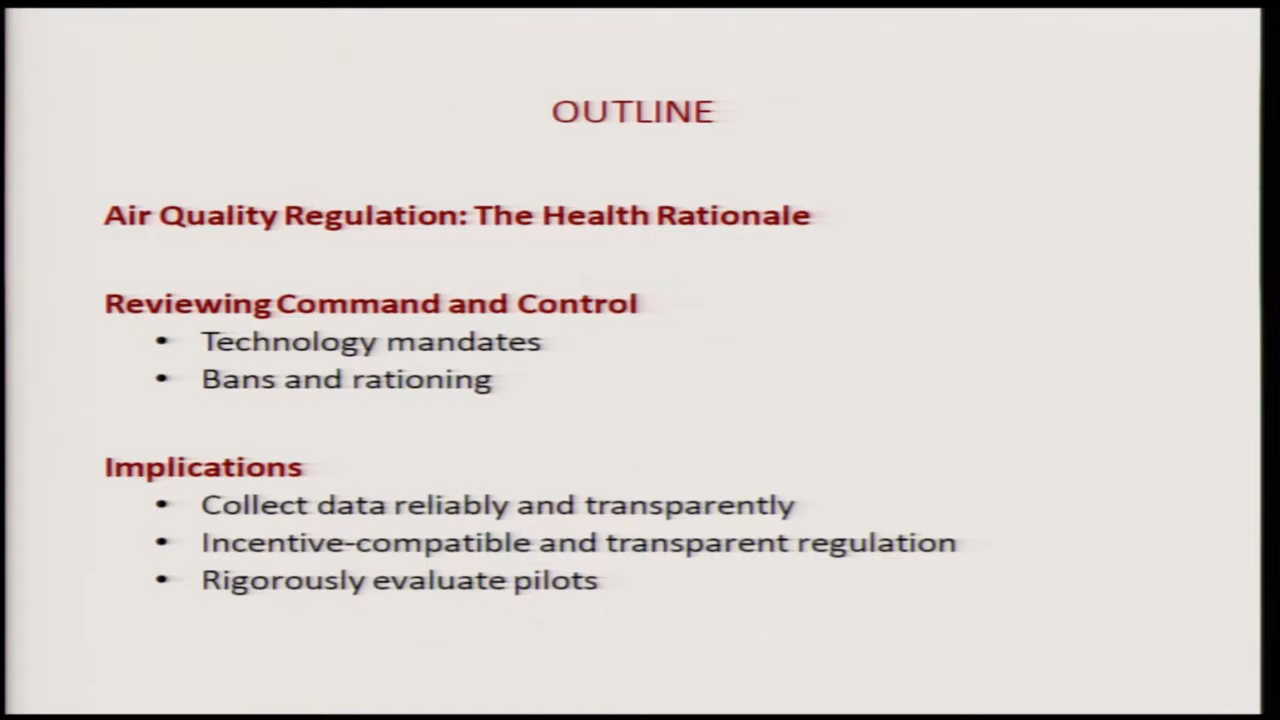 OUTLINE
Air Quality Regulation: The Health Rationale
Reviewing Command and Control
• Technology mandates
• Bans and rationing
Implications
• Collect data reliably and transparently
• Incentive-compatible and transparent regulation
• Rigorously evaluate pilots